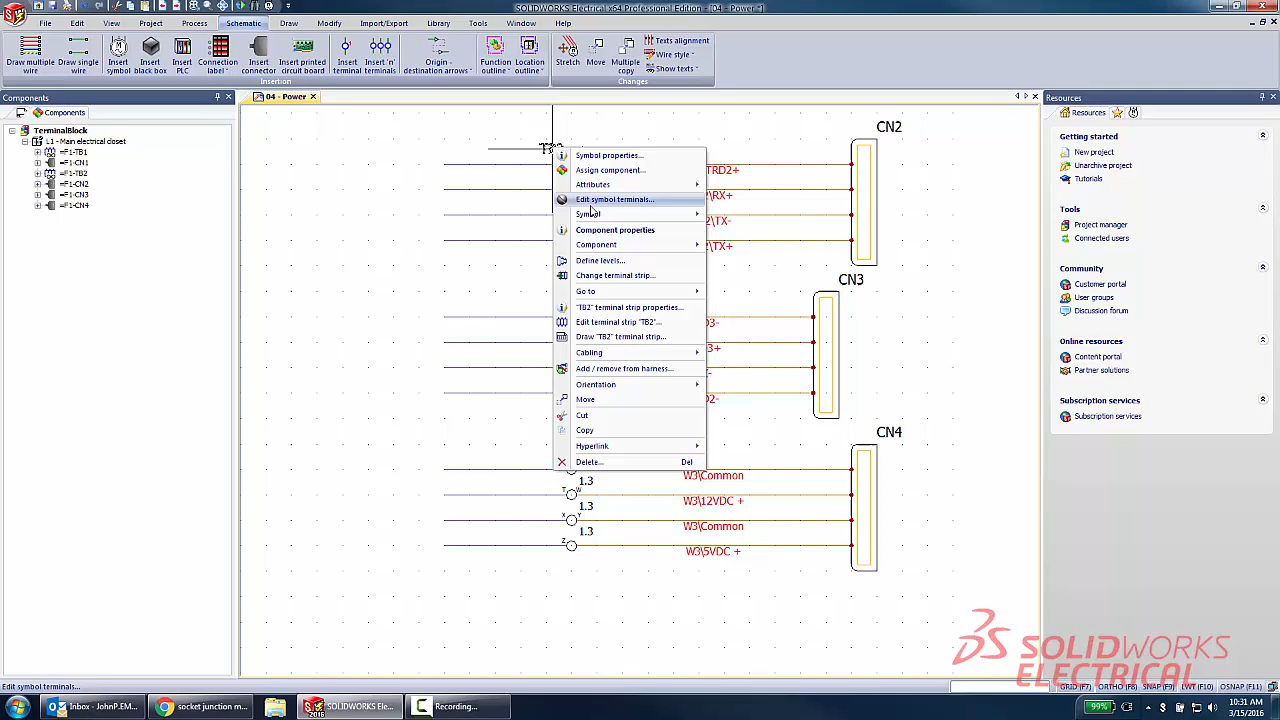 SOLIDWORKS Electrical x64 Professional Edition - [04 - Power *]
File Edit View Project Process Schematic Draw Modify Import/Export Library Tools Window Help
Draw multiple wire
Draw single wire
Insert symbol
Insert black box
Insert PLC
Connection label
Insert connector
Insert printed circuit board
Insert terminal
Insert 'n' terminals
Origin - destination arrows
Function outline
Location outline
Stretch
Move
Multiple copy
Texts alignment
Wire style
Show texts
Insertion
Changes
Components
Components
TerminalBlock
L1 - Main electrical closet
=F1-TB1
=F1-CN1
=F1-TB2
=F1-CN2
=F1-CN3
=F1-CN4
04 - Power
CN2
TRD2+
2\RX+
2\TX-
2\TX+
CN3
D3-
3+
D2-
CN4
W3\Common
1.3
T W
W3\12VDC +
1.3
X Y
W3\Common
1.3
Z
W3\5VDC +
Symbol properties...
Assign component...
Attributes
Edit symbol terminals...
Symbol
Component properties
Component
Define levels...
Change terminal strip...
Go to
"TB2" terminal strip properties...
Edit terminal strip "TB2"...
Draw "TB2" terminal strip...
Cabling
Add / remove from harness...
Orientation
Move
Cut
Copy
Hyperlink
Delete... Del
Resources
Resources
Getting started
New project
Unarchive project
Tutorials
Tools
Project manager
Connected users
Community
Customer portal
User groups
Discussion forum
Online resources
Content portal
Partner solutions
Subscription services
Subscription services
SOLIDWORKS
ELECTRICAL
Edit symbol terminals...
GRID (F7) ORTHO (F8) SNAP (F9) LWT (F10) OSNAP (F11)
Inbox - JohnP.EM...
socket junction m...
2016
SOLIDWORKS Ele...
Recording...
99%
10:31 AM
3/15/2016